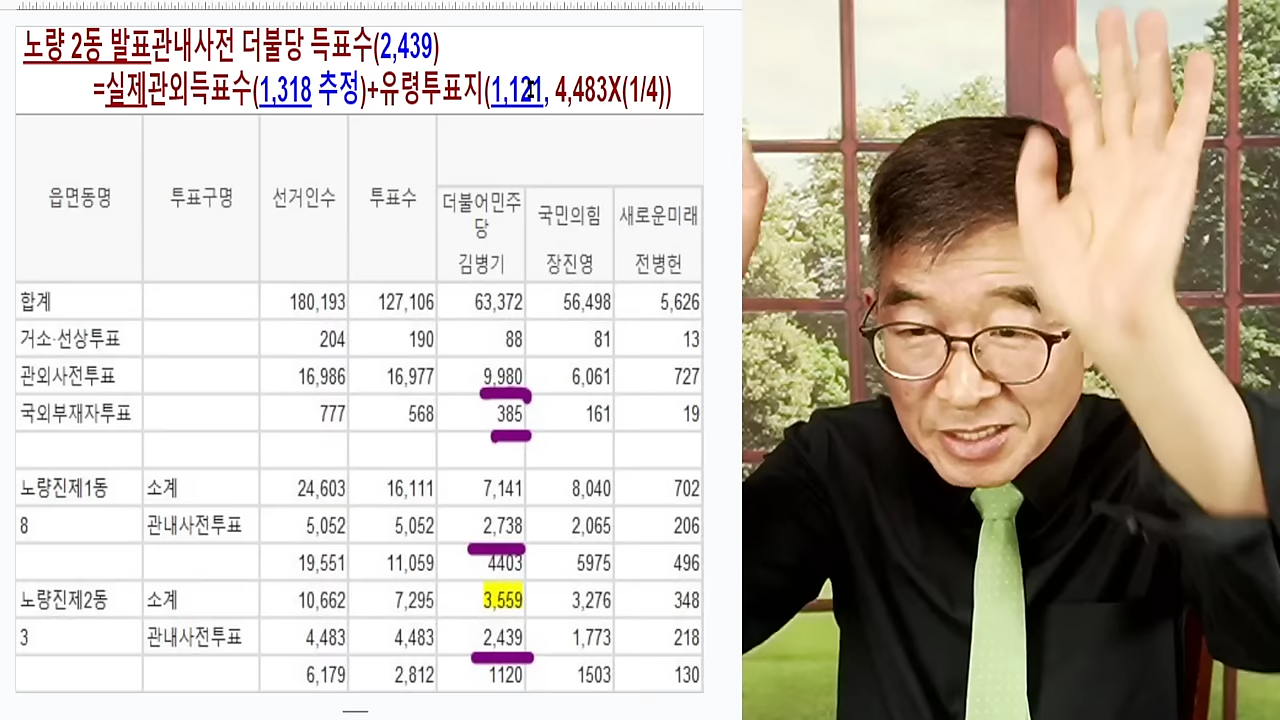 노량 2동 발표관내사전 더불당 득표수(2,439)
=실제관외득표수(1,318 추정)+유령투표지(1,121, 4,483X(1/4))
읍면동명 투표구명 선거인수 투표수 더불어민주당 김병기 국민의힘 장진영 새로운미래 전병헌
합계 180,193 127,106 63,372 56,498 5,626
거소·선상투표 204 190 88 81 13
관외사전투표 16,986 16,977 9,980 6,061 727
국외부재자투표 777 568 385 161 19
노량진제1동 소계 24,603 16,111 7,141 8,040 702
8 관내사전투표 5,052 5,052 2,738 2,065 206
19,551 11,059 4403 5975 496
노량진제2동 소계 10,662 7,295 3,559 3,276 348
3 관내사전투표 4,483 4,483 2,439 1,773 218
6,179 2,812 1120 1503 130